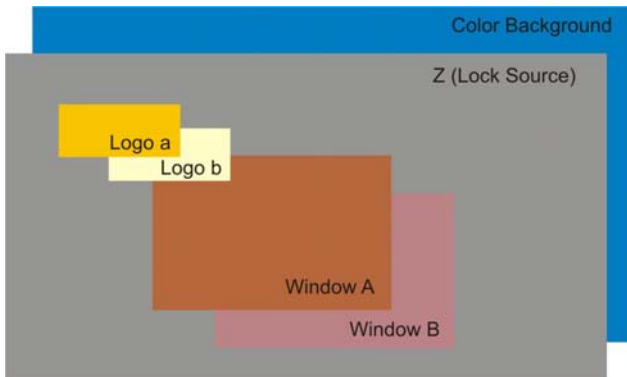 Color Background
Z (Lock Source)
Logo a
Logo b
Window A
Window B